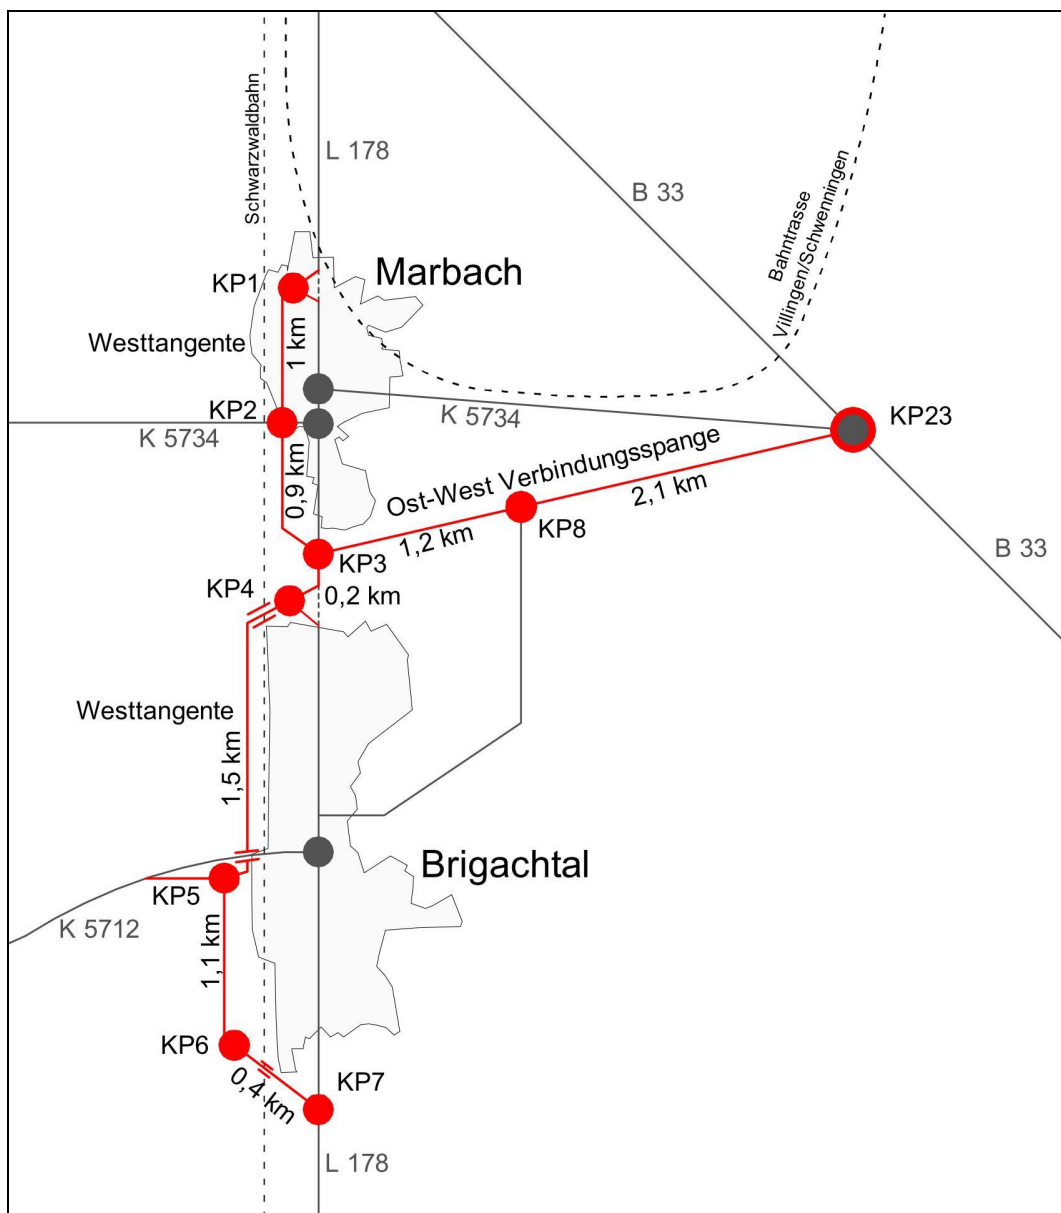 Schwarzwaldbahn
L 178
B 33
Bahntrasse
Villingen/Schwenningen
Marbach
KP1
Westtangente
1 km
KP2
K 5734
K 5734
KP23
0,9 km
Ost-West Verbindungsspange
2,1 km
KP8
1,2 km
KP3
B 33
KP4
0,2 km
Westtangente
1,5 km
Brigachtal
KP5
K 5712
1,1 km
KP6
0,4 km
KP7
L 178